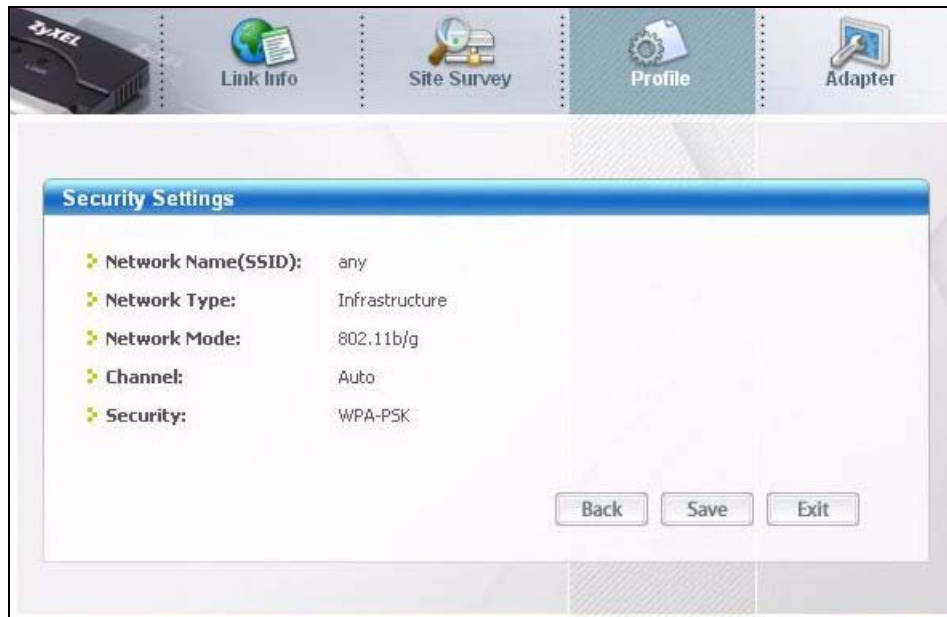 ZyXEL
Link Info
Site Survey
Profile
Adapter
Security Settings
Network Name(SSID): any
Network Type: Infrastructure
Network Mode: 802.11b/g
Channel: Auto
Security: WPA-PSK
Back Save Exit